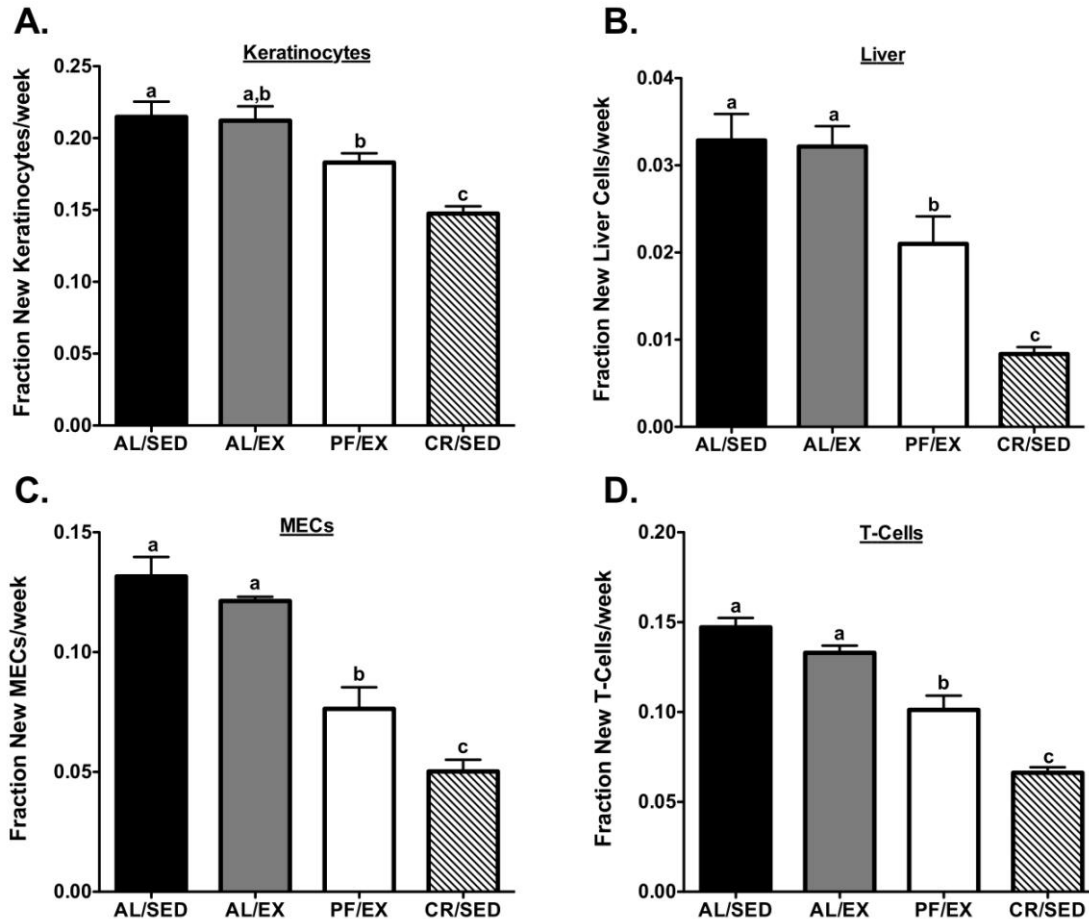 A.
Keratinocytes
Fraction New Keratinocytes/week
0.25
0.20
0.15
0.10
0.05
0.00
a
a,b
b
c
AL/SED AL/EX PF/EX CR/SED
B.
Liver
Fraction New Liver Cells/week
0.04
0.03
0.02
0.01
0.00
a
a
b
c
AL/SED AL/EX PF/EX CR/SED
C.
MECs
Fraction New MECs/week
0.15
0.10
0.05
0.00
a
a
b
c
AL/SED AL/EX PF/EX CR/SED
D.
T-Cells
Fraction New T-Cells/week
0.20
0.15
0.10
0.05
0.00
a
a
b
c
AL/SED AL/EX PF/EX CR/SED